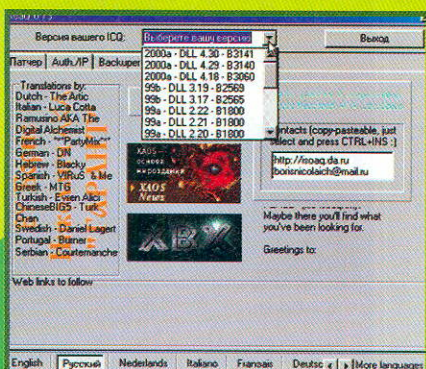 Версия вашего ICQ:
Выберете вашу версию
Выход
Патчер
Auth./IP
Backuper
2000a - DLL 4.30 - B3141
2000a - DLL 4.29 - B3140
2000a - DLL 4.18 - B3060
99b - DLL 3.19 - B2569
99b - DLL 3.17 - B2565
99a - DLL 2.22 - B1800
99a - DLL 2.21 - B1800
99a - DLL 2.20 - B1800
Translations by:
Dutch - The Artic
Italian - Luca Cotta
Ramusino AKA The
Digital Alchemist
French - ""PartyMix""
German - DN
Hebrew - Blacky
Spanish - VIRuS & Me
Greek - MTG
Turkish - Evren Alici
ChineseBIG5 - Turk
Chan
Swedish - Daniel Lagert
Portugal - Burner
Serbian - Courtemanche
XAOS
основа
мироздания
XAOS
News
XBX
contacts (copy-pasteable, just
select and press CTRL+INS :)
http://isoaq.da.ru
borisnicolaich@mail.ru
Maybe there you'll find what
you've been looking for.
Greetings to:
Web links to follow
English
Русский
Nederlands
Italiano
Fransais
Deutsc
More languages